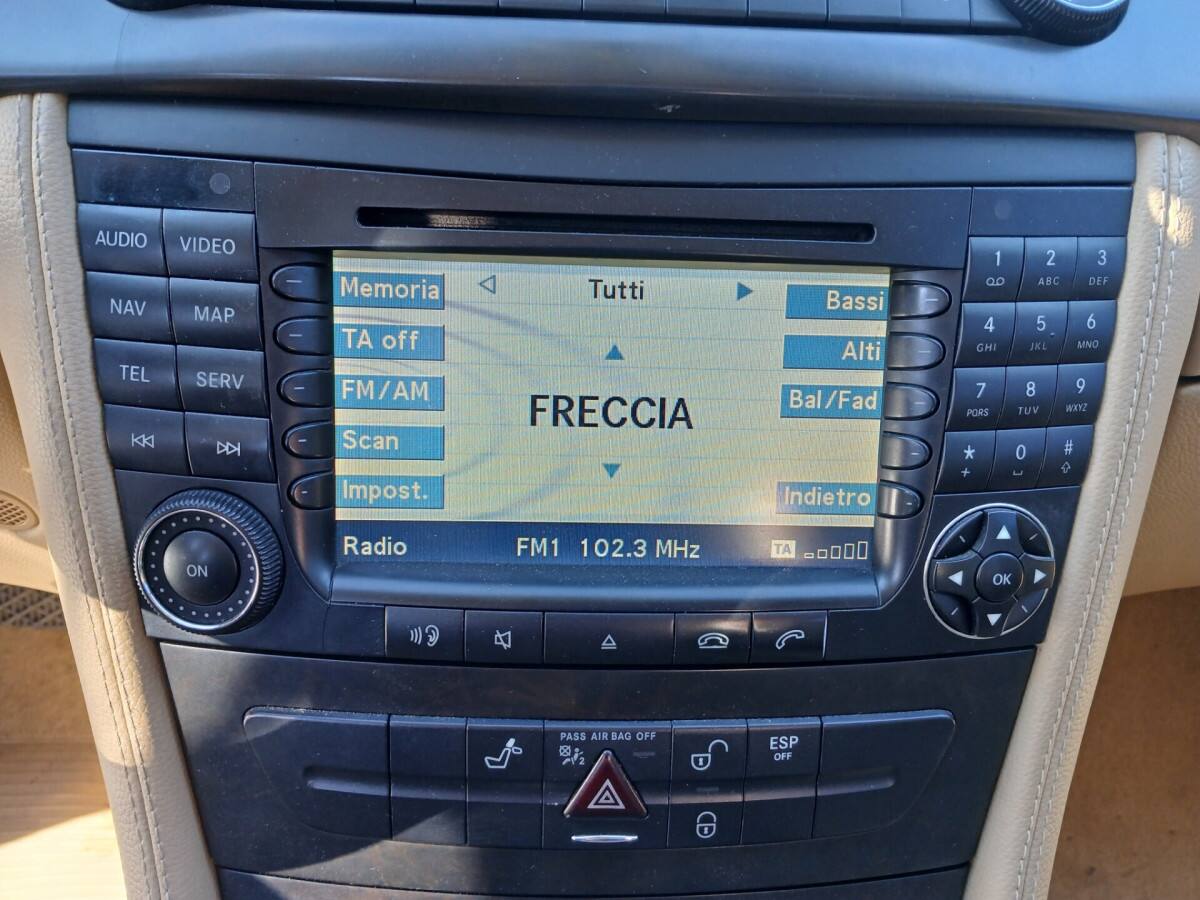 AUDIO VIDEO
NAV MAP
TEL SERV
ON
Memoria
TA off
FM/AM
Scan
Impost.
Tutti
FRECCIA
Bassi
Alti
Bal/Fad
Indietro
Radio FM1 102.3 MHz TA
1 2 ABC 3 DEF
4 GHI 5 JKL 6 MNO
7 PQRS 8 TUV 9 WXYZ
* + 0 #
OK
PASS AIR BAG OFF
2
ESP
OFF